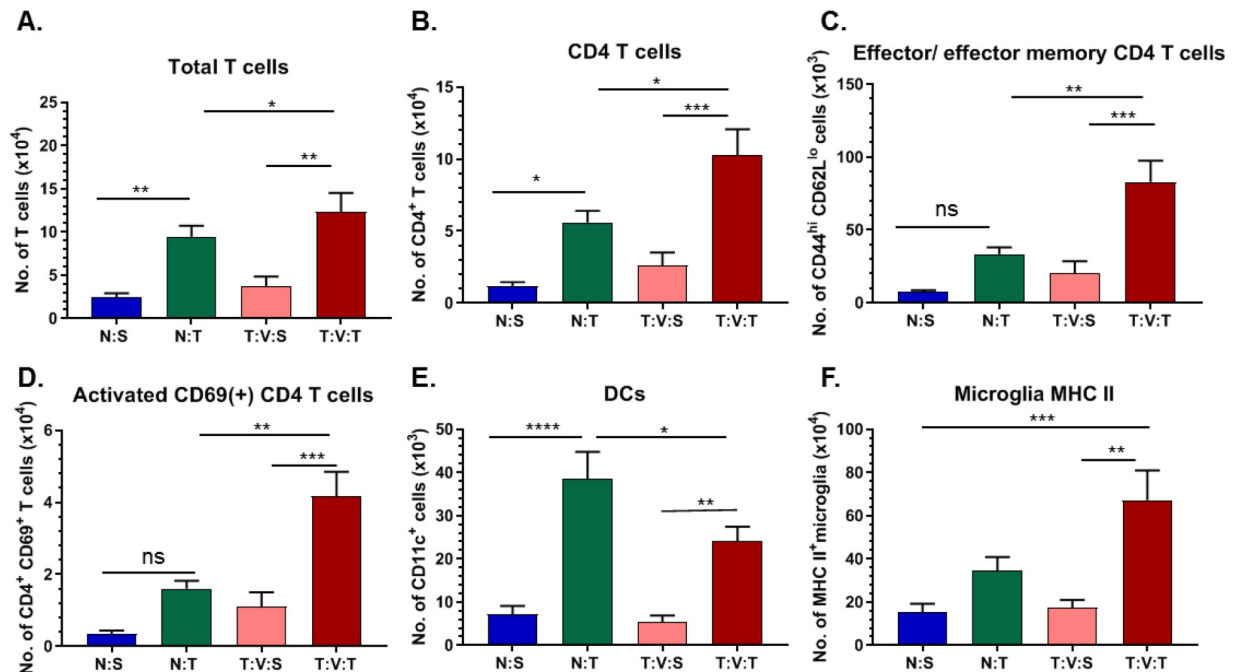 A.
Total T cells
No. of T cells (x10⁴)
25
20
15
10
5
0
**
*
**
N:S N:T T:V:S T:V:T
B.
CD4 T cells
No. of CD4⁺ T cells (x10⁴)
15
10
5
0
*
*
***
N:S N:T T:V:S T:V:T
C.
Effector/ effector memory CD4 T cells
No. of CD44ʰⁱ CD62Lˡᵒ cells (x10³)
150
100
50
0
ns
**
***
N:S N:T T:V:S T:V:T
D.
Activated CD69(+) CD4 T cells
No. of CD4⁺ CD69⁺ T cells (x10⁴)
6
4
2
0
ns
**
***
N:S N:T T:V:S T:V:T
E.
DCs
No. of CD11c⁺ cells (x10³)
50
40
30
20
10
0
****
*
**
N:S N:T T:V:S T:V:T
F.
Microglia MHC II
No. of MHC II⁺microglia (x10⁴)
100
80
60
40
20
0
***
**
N:S N:T T:V:S T:V:T